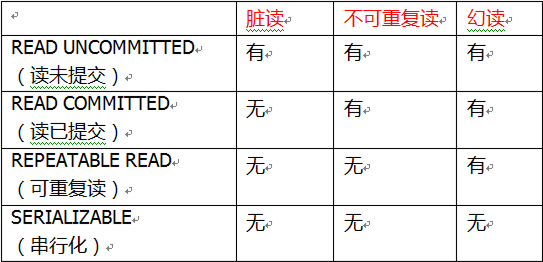 脏读 不可重复读 幻读
READ UNCOMMITTED 有 有 有
（读未提交）
READ COMMITTED 无 有 有
（读已提交）
REPEATABLE READ 无 无 有
（可重复读）
SERIALIZABLE 无 无 无
（串行化）